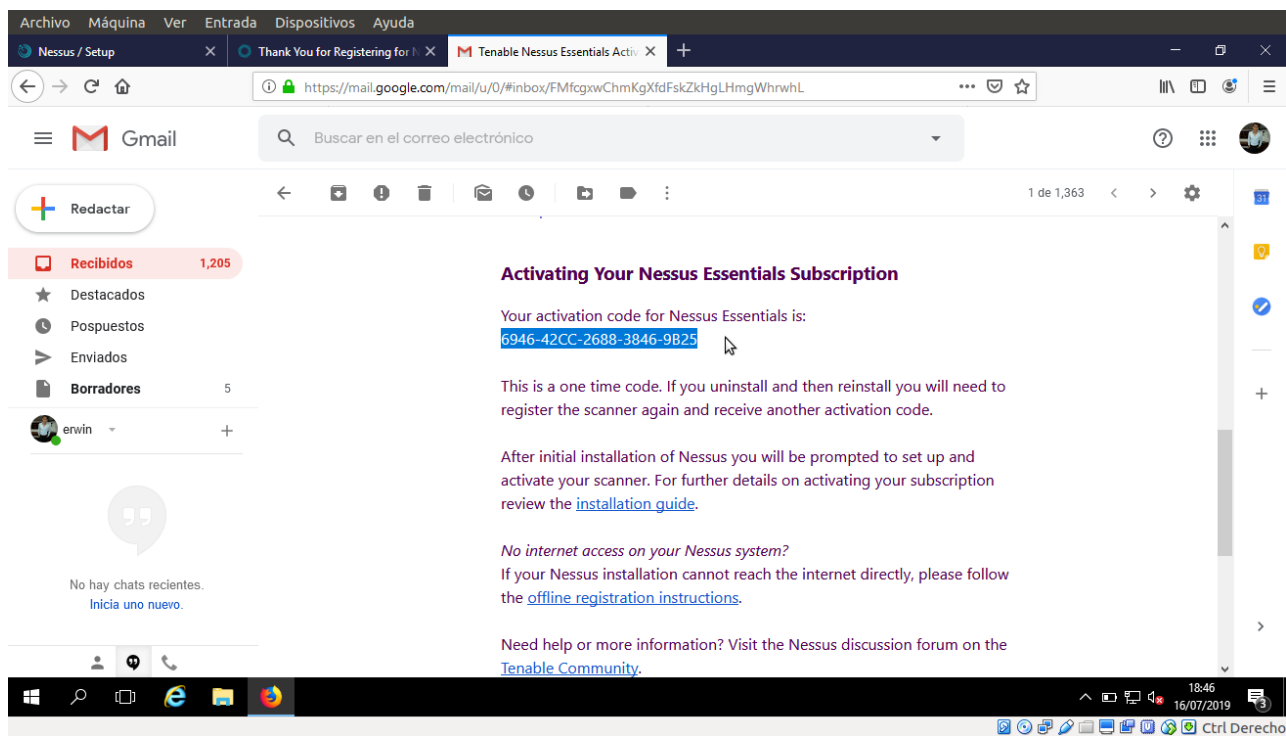 Archivo Máquina Ver Entrada Dispositivos Ayuda
Nessus / Setup
Thank You for Registering for N
Tenable Nessus Essentials Activ
https://mail.google.com/mail/u/0/#inbox/FMfcgxwChmKgXfdFskZkHgLHmgWhrwhL
Gmail
Buscar en el correo electrónico
Redactar
1 de 1,363
31
Recibidos 1,205
Destacados
Pospuestos
Enviados
Borradores 5
erwin
No hay chats recientes.
Inicia uno nuevo.
Activating Your Nessus Essentials Subscription
Your activation code for Nessus Essentials is:
6946-42CC-2688-3846-9B25
This is a one time code. If you uninstall and then reinstall you will need to
register the scanner again and receive another activation code.
After initial installation of Nessus you will be prompted to set up and
activate your scanner. For further details on activating your subscription
review the installation guide.
No internet access on your Nessus system?
If your Nessus installation cannot reach the internet directly, please follow
the offline registration instructions.
Need help or more information? Visit the Nessus discussion forum on the
Tenable Community.
18:46
16/07/2019
3
Ctrl Derecho